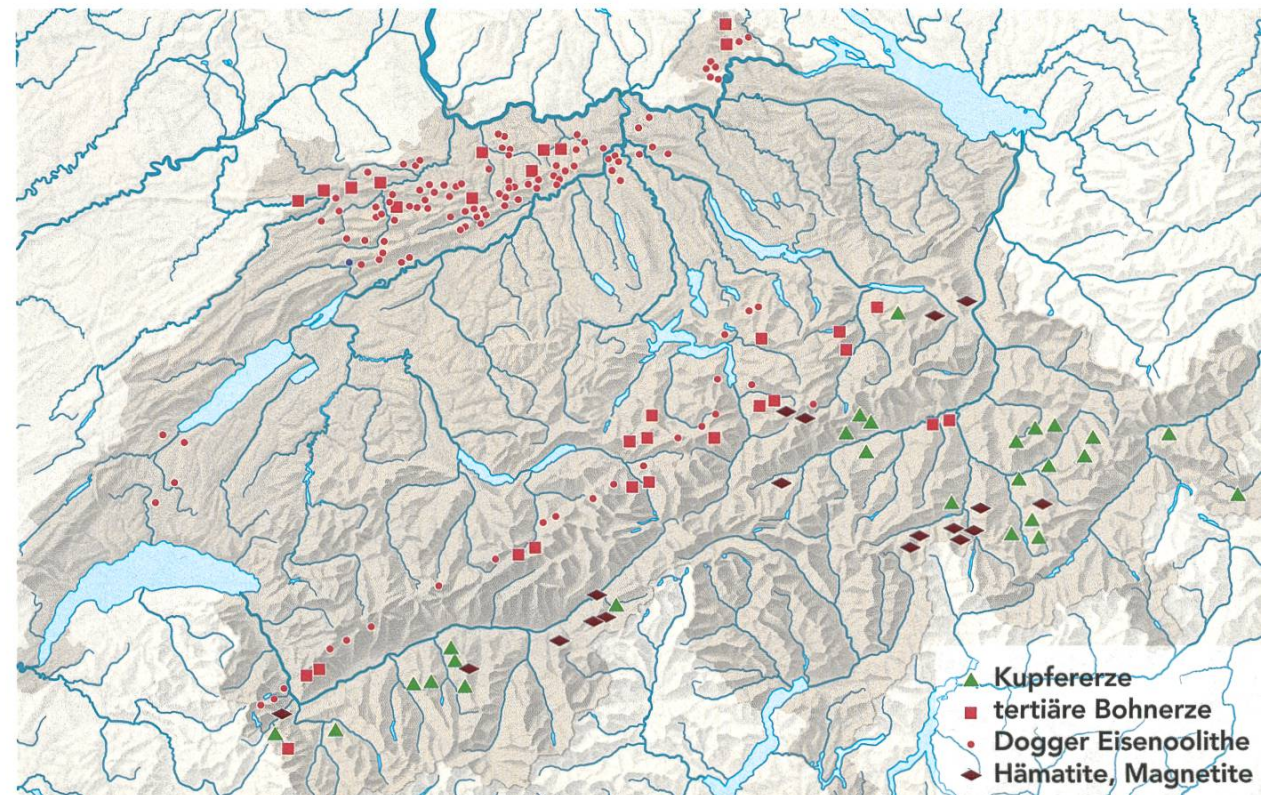 Kupfererze
tertiäre Bohnerze
Dogger Eisenoolithe
Hämatite, Magnetite